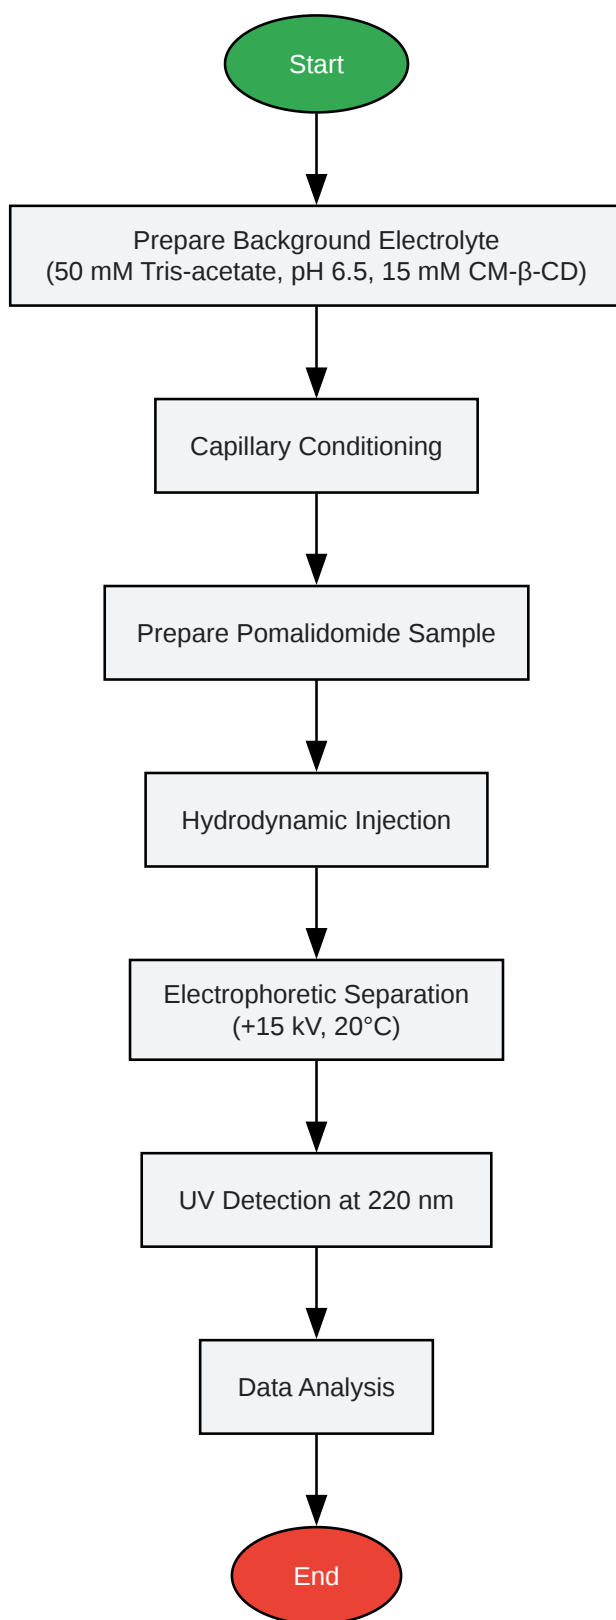 Start
Prepare Background Electrolyte
(50 mM Tris-acetate, pH 6.5, 15 mM CM-β-CD)
Capillary Conditioning
Prepare Pomalidomide Sample
Hydrodynamic Injection
Electrophoretic Separation
(+15 kV, 20°C)
UV Detection at 220 nm
Data Analysis
End